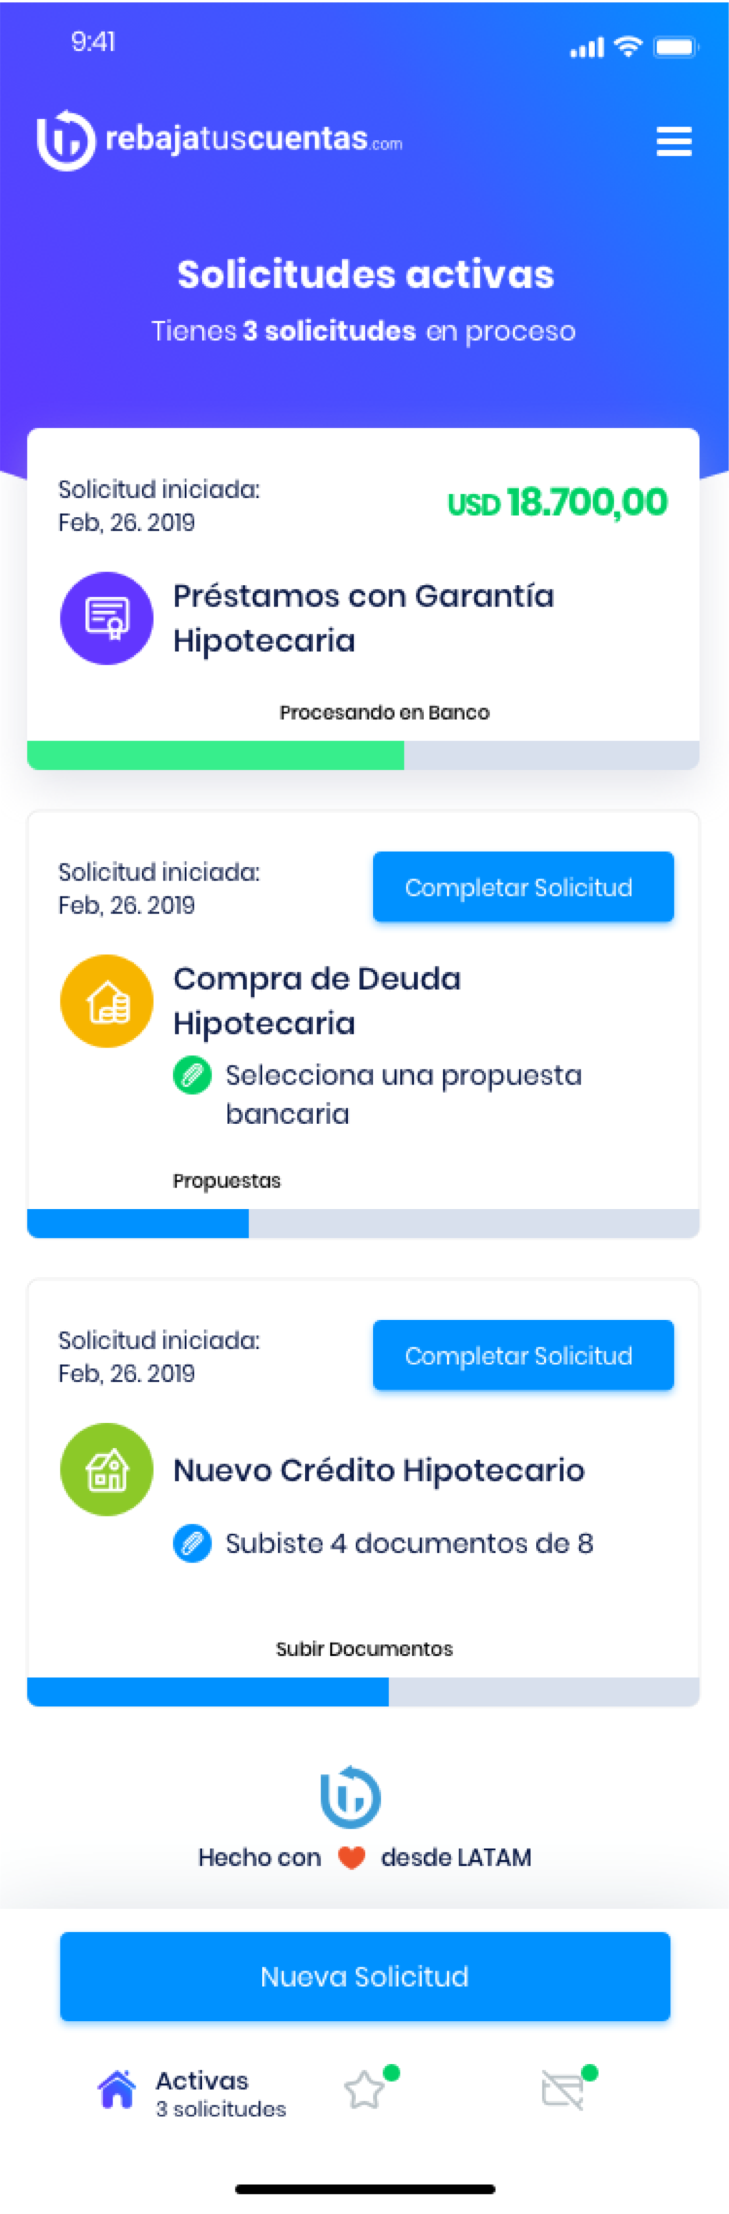 9:41
rebajatuscuentas.com
Solicitudes activas
Tienes 3 solicitudes en proceso
Solicitud iniciada:
Feb, 26. 2019
USD 18.700,00
Préstamos con Garantía
Hipotecaria
Procesando en Banco
Solicitud iniciada:
Feb, 26. 2019
Completar Solicitud
Compra de Deuda
Hipotecaria
Selecciona una propuesta
bancaria
Propuestas
Solicitud iniciada:
Feb, 26. 2019
Completar Solicitud
Nuevo Crédito Hipotecario
Subiste 4 documentos de 8
Subir Documentos
Hecho con ❤ desde LATAM
Nueva Solicitud
Activas
3 solicitudes